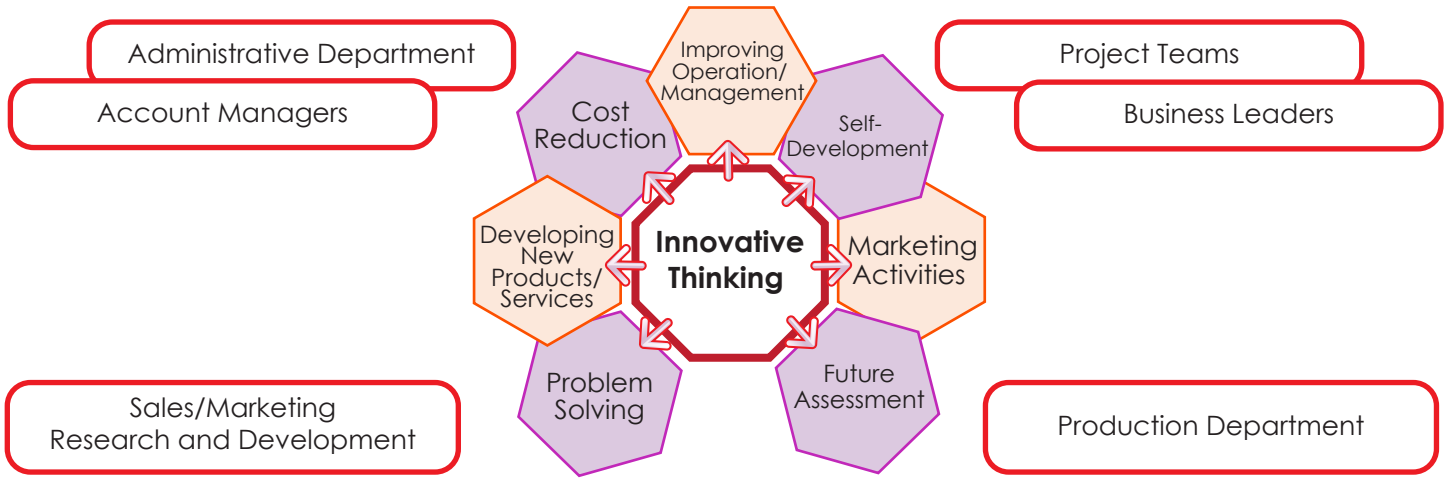 Administrative Department
Account Managers
Project Teams
Business Leaders
Improving
Operation/
Management
Cost
Reduction
Self-
Development
Developing
New
Products/
Services
Innovative
Thinking
Marketing
Activities
Problem
Solving
Future
Assessment
Sales/Marketing
Research and Development
Production Department